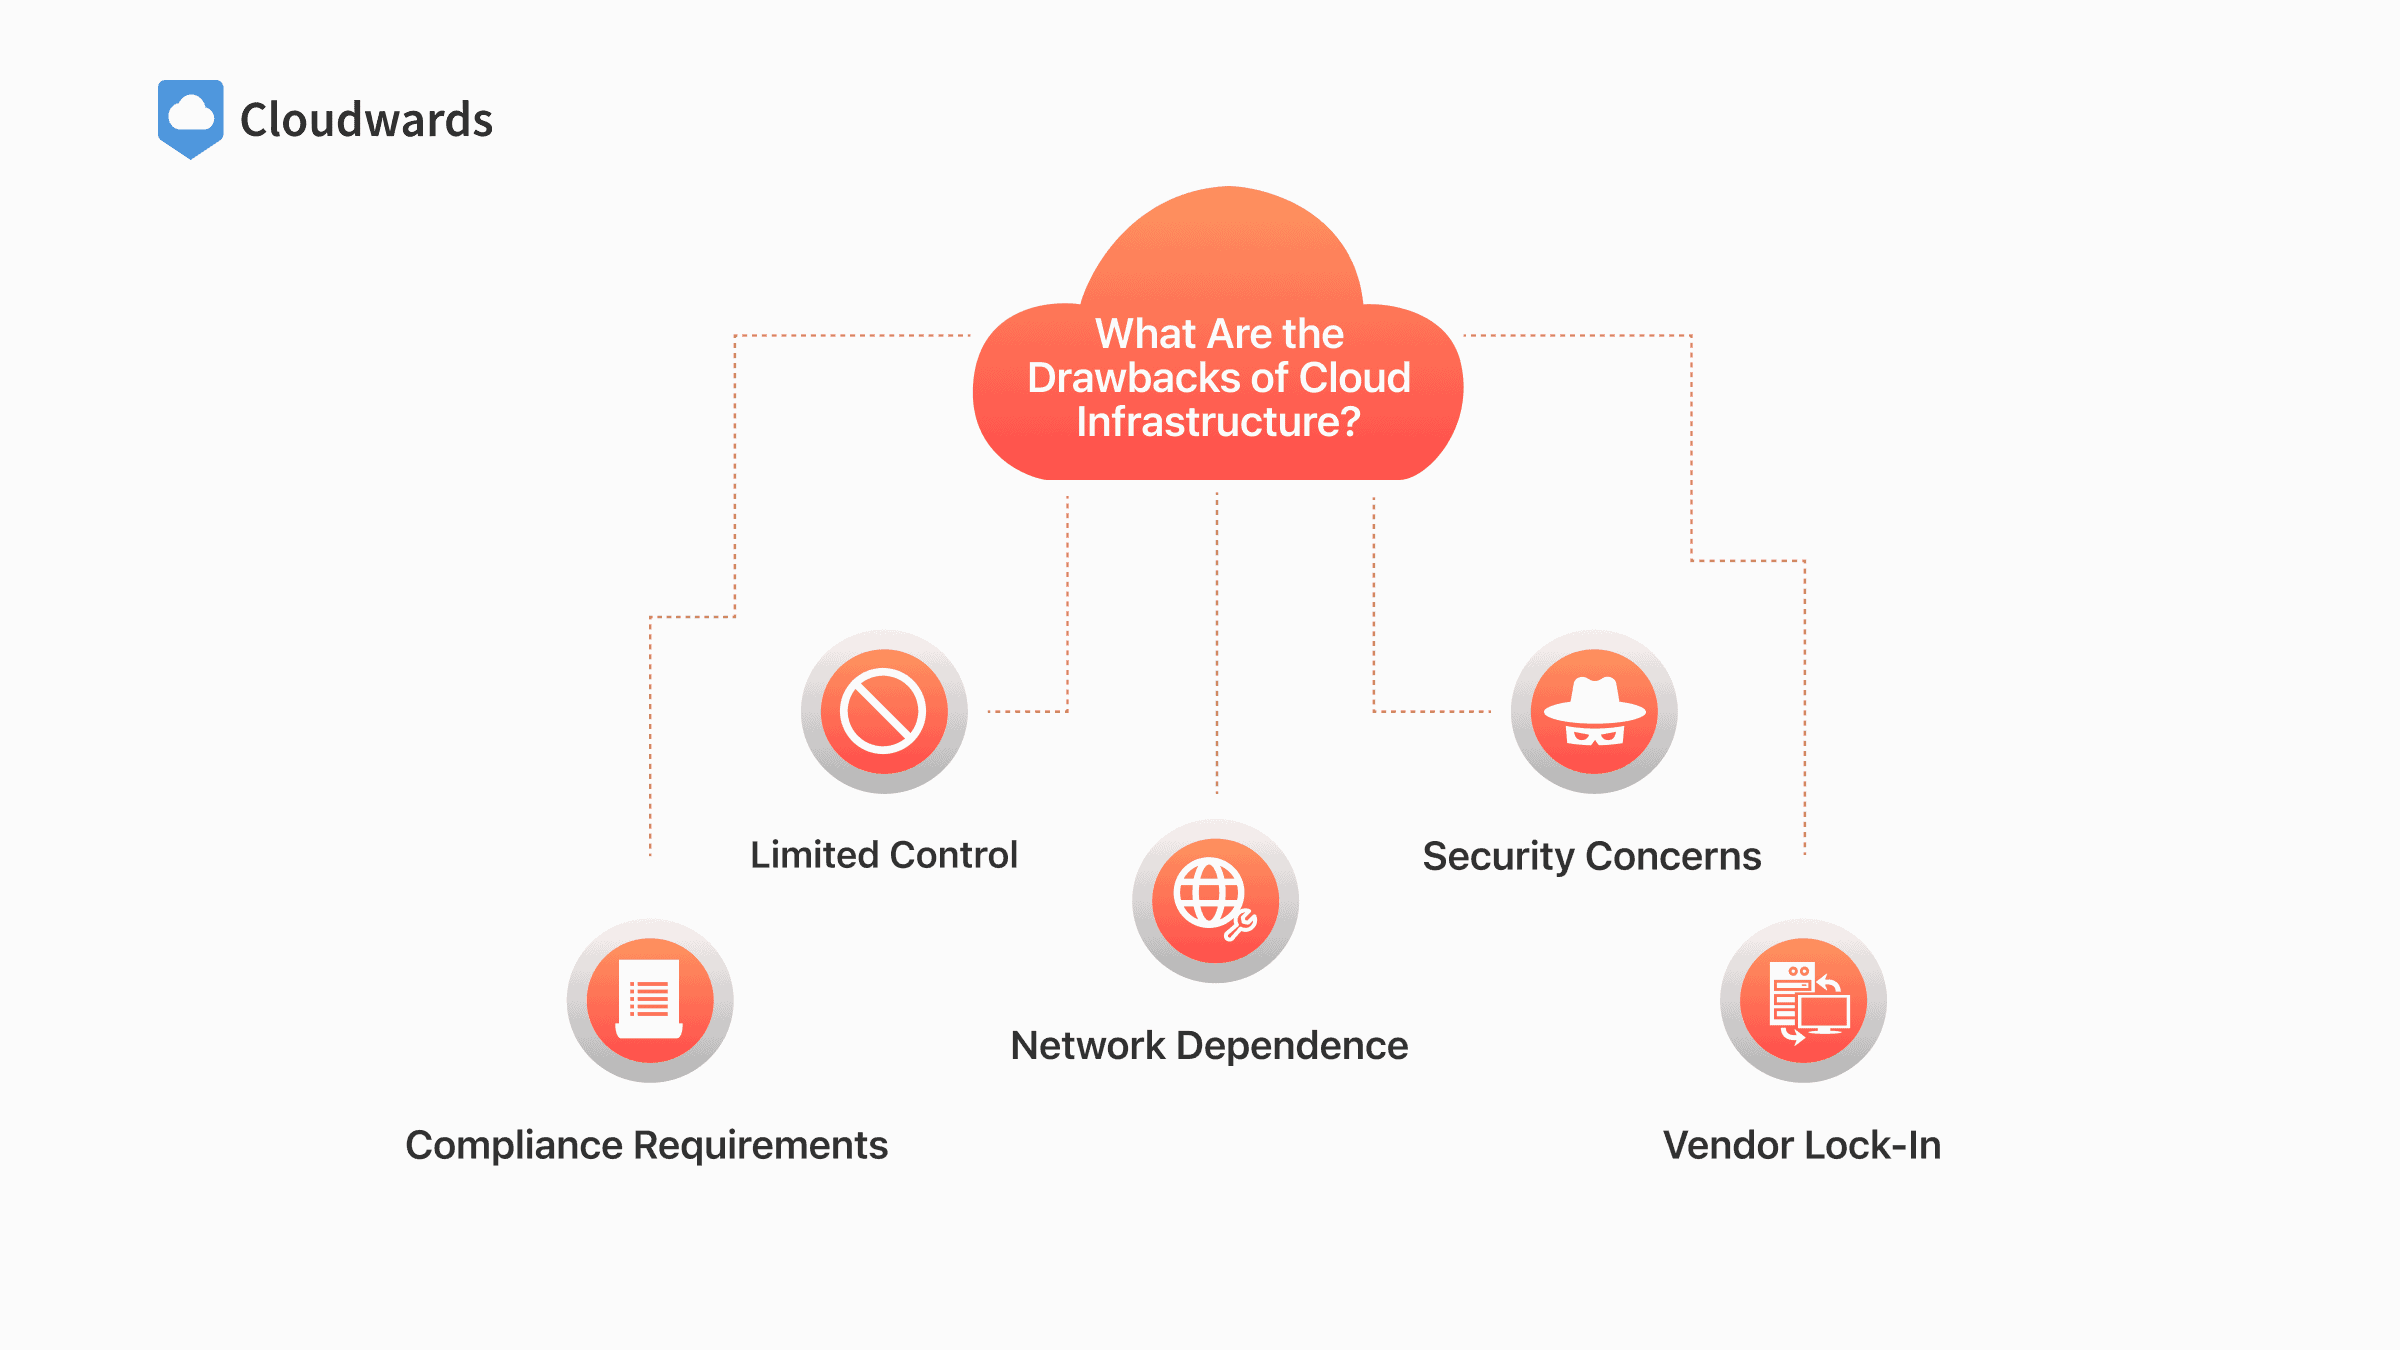 Cloudwards
What Are the
Drawbacks of Cloud
Infrastructure?
Limited Control
Security Concerns
Network Dependence
Compliance Requirements
Vendor Lock-In